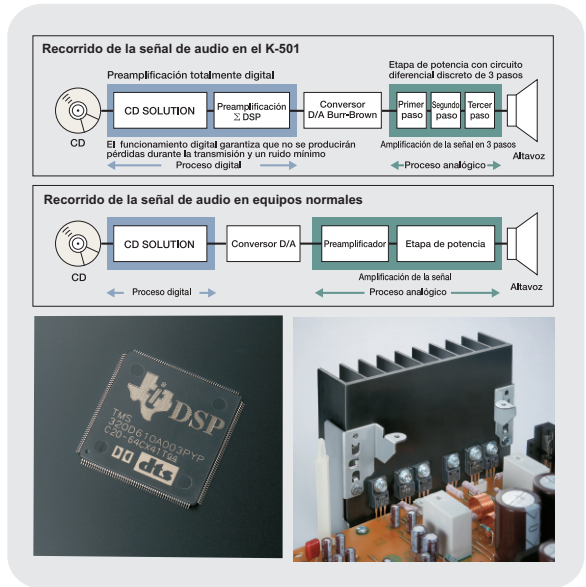 Recorrido de la señal de audio en el K-501
Preamplificación totalmente digital
Etapa de potencia con circuito
diferencial discreto de 3 pasos
CD SOLUTION
Preamplificación
Σ DSP
Conversor
D/A Burr-Brown
Primer
paso
Segundo
paso
Tercer
paso
CD
El funcionamiento digital garantiza que no se producirán
pérdidas durante la transmisión y un ruido mínimo
Amplificación de la señal en 3 pasos
Altavoz
Proceso digital
Proceso analógico
Recorrido de la señal de audio en equipos normales
CD SOLUTION
Conversor D/A
Preamplificador
Etapa de potencia
CD
Amplificación de la señal
Altavoz
Proceso digital
Proceso analógico
DSP
TMS
320D610A003PYP
C20-64CK41TQ4
dts